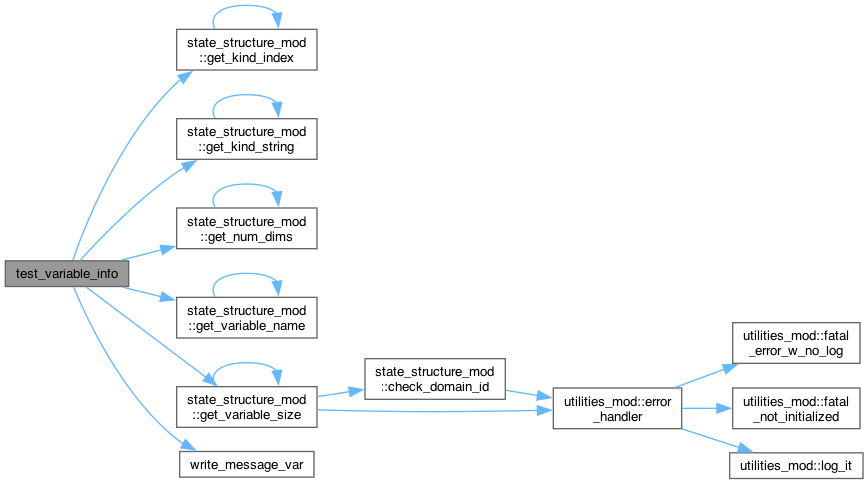 state_structure_mod
::get_kind_index
state_structure_mod
::get_kind_string
state_structure_mod
::get_num_dims
test_variable_info
state_structure_mod
::get_variable_name
state_structure_mod
::get_variable_size
write_message_var
state_structure_mod
::check_domain_id
utilities_mod::error
_handler
utilities_mod::fatal
_error_w_no_log
utilities_mod::fatal
_not_initialized
utilities_mod::log_it